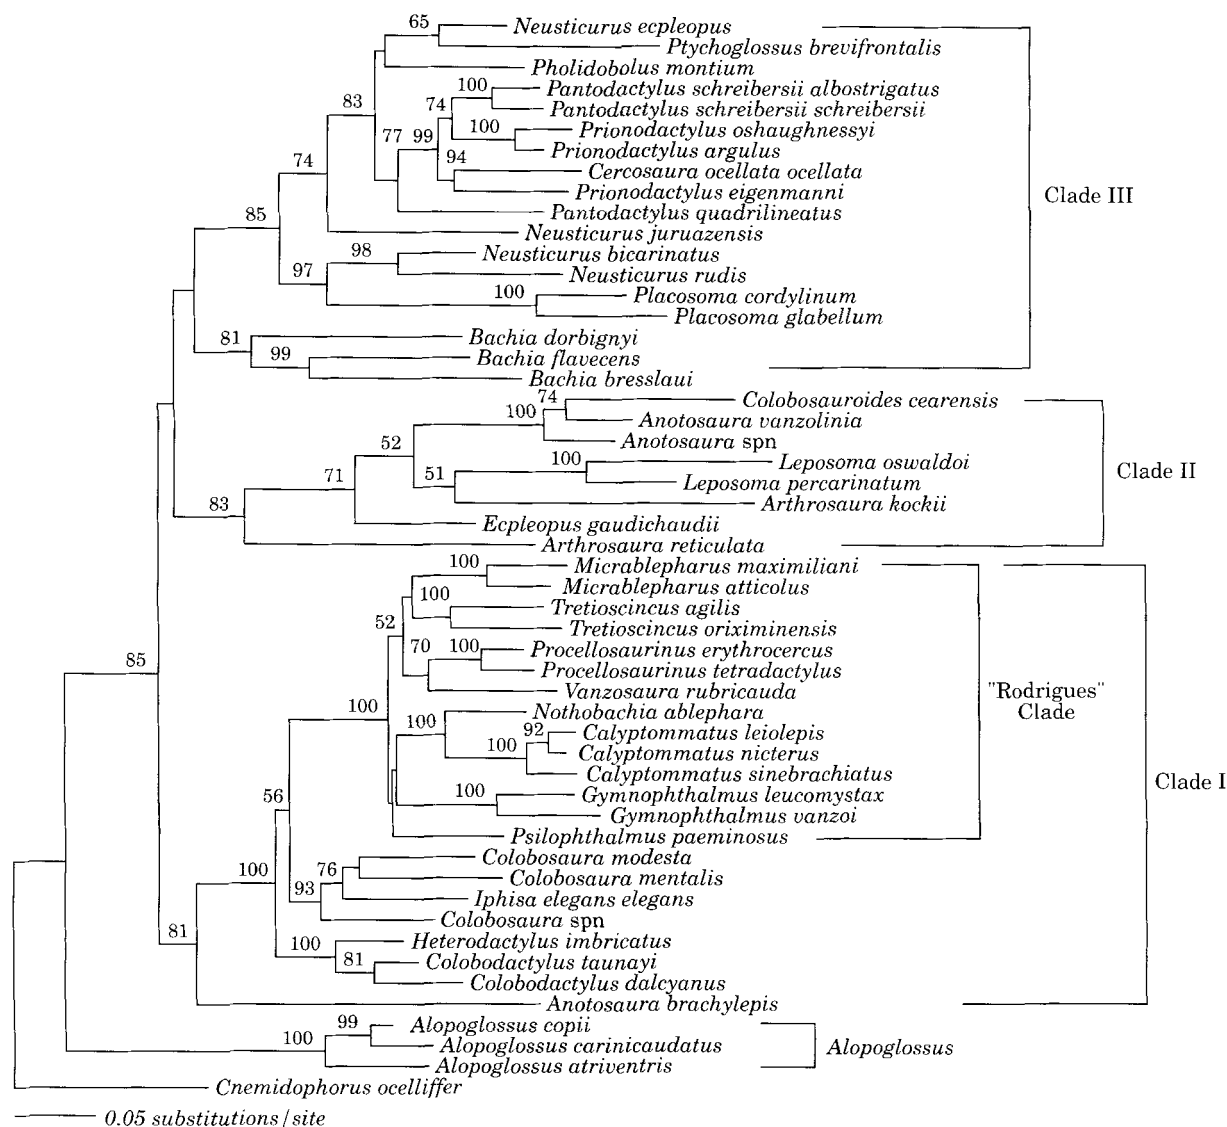 65
Neusticurus ecpleopus
Ptychoglossus brevifrontalis
Pholidobolus montium
100
Pantodactylus schreibersii albostrigatus
83
74
Pantodactylus schreibersii schreibersii
100
Prionodactylus oshaughnessyi
77
99
Prionodactylus argulus
74
94
Cercosaura ocellata ocellata
Prionodactylus eigenmanni
Clade III
85
Pantodactylus quadrilineatus
Neusticurus juruazensis
98
Neusticurus bicarinatus
97
Neusticurus rudis
100
Placosoma cordylinum
Placosoma glabellum
81
Bachia dorbignyi
99
Bachia flavecens
Bachia bresslaui
74
Colobosauroides cearensis
100
Anotosaura vanzolinia
52
Anotosaura spn
100
Leposoma oswaldoi
Clade II
71
51
Leposoma percarinatum
83
Arthrosaura kockii
Ecpleopus gaudichaudii
Arthrosaura reticulata
100
Micrablepharus maximiliani
Micrablepharus atticolus
100
Tretioscincus agilis
52
Tretioscincus oriximinensis
70
100
Procellosaurinus erythrocercus
85
Procellosaurinus tetradactylus
Vanzosaura rubricauda
"Rodrigues"
Clade
100
Nothobachia ablephara
100
92
Calyptommatus leiolepis
100
Calyptommatus nicterus
Calyptommatus sinebrachiatus
Clade I
56
100
Gymnophthalmus leucomystax
Gymnophthalmus vanzoi
Psilophthalmus paeminosus
Colobosaura modesta
100
76
Colobosaura mentalis
93
Iphisa elegans elegans
Colobosaura spn
81
100
Heterodactylus imbricatus
81
Colobodactylus taunayi
Colobodactylus dalcyanus
Anotosaura brachylepis
99
Alopoglossus copii
100
Alopoglossus carinicaudatus
Alopoglossus
Alopoglossus atriventris
Cnemidophorus ocelliffer
0.05 substitutions/site